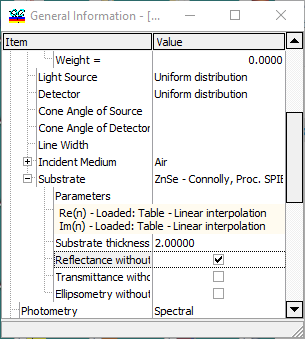 General Information - [...
Item Value
Weight = 0.0000
Light Source Uniform distribution
Detector Uniform distribution
Cone Angle of Source
Cone Angle of Detector
Line Width
Incident Medium Air
Substrate ZnSe - Connolly, Proc. SPIE
Parameters
Re(n) - Loaded: Table - Linear interpolation
Im(n) - Loaded: Table - Linear interpolation
Substrate thickness 2.00000
Reflectance without
Transmittance withou
Ellipsometry without
Photometry Spectral